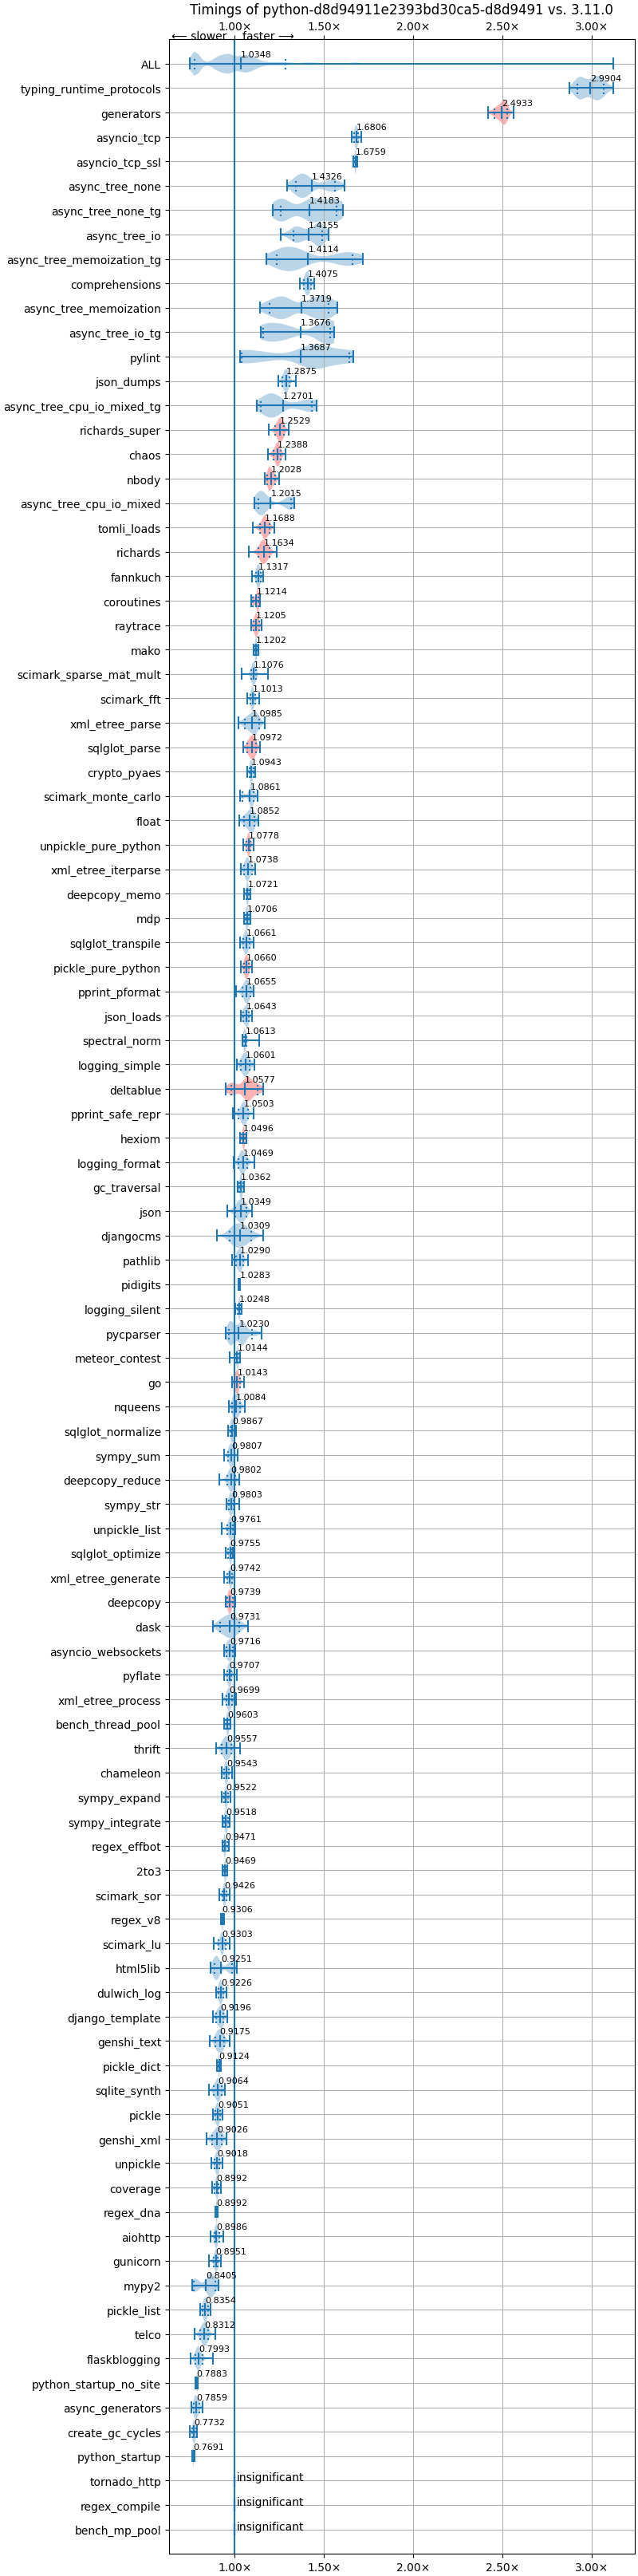 Timings of python-d8d94911e2393bd30ca5-d8d9491 vs. 3.11.0
1.00× 1.50× 2.00× 2.50× 3.00×
⟵ slower faster ⟶
ALL 1.0348
typing_runtime_protocols 2.9904
generators 2.4933
asyncio_tcp 1.6806
asyncio_tcp_ssl 1.6759
async_tree_none 1.4326
async_tree_none_tg 1.4183
async_tree_io 1.4155
async_tree_memoization_tg 1.4114
comprehensions 1.4075
async_tree_memoization 1.3719
async_tree_io_tg 1.3676
pylint 1.3687
json_dumps 1.2875
async_tree_cpu_io_mixed_tg 1.2701
richards_super 1.2529
chaos 1.2388
nbody 1.2028
async_tree_cpu_io_mixed 1.2015
tomli_loads 1.1688
richards 1.1634
fannkuch 1.1317
coroutines 1.1214
raytrace 1.1205
mako 1.1202
scimark_sparse_mat_mult 1.1076
scimark_fft 1.1013
xml_etree_parse 1.0985
sqlglot_parse 1.0972
crypto_pyaes 1.0943
scimark_monte_carlo 1.0861
float 1.0852
unpickle_pure_python 1.0778
xml_etree_iterparse 1.0738
deepcopy_memo 1.0721
mdp 1.0706
sqlglot_transpile 1.0661
pickle_pure_python 1.0660
pprint_pformat 1.0655
json_loads 1.0643
spectral_norm 1.0613
logging_simple 1.0601
deltablue 1.0577
pprint_safe_repr 1.0503
hexiom 1.0496
logging_format 1.0469
gc_traversal 1.0362
json 1.0349
djangocms 1.0309
pathlib 1.0290
pidigits 1.0283
logging_silent 1.0248
pycparser 1.0230
meteor_contest 1.0144
go 1.0143
nqueens 1.0084
sqlglot_normalize 0.9867
sympy_sum 0.9807
deepcopy_reduce 0.9802
sympy_str 0.9803
unpickle_list 0.9761
sqlglot_optimize 0.9755
xml_etree_generate 0.9742
deepcopy 0.9739
dask 0.9731
asyncio_websockets 0.9716
pyflate 0.9707
xml_etree_process 0.9699
bench_thread_pool 0.9603
thrift 0.9557
chameleon 0.9543
sympy_expand 0.9522
sympy_integrate 0.9518
regex_effbot 0.9471
2to3 0.9469
scimark_sor 0.9426
regex_v8 0.9306
scimark_lu 0.9303
html5lib 0.9251
dulwich_log 0.9226
django_template 0.9196
genshi_text 0.9175
pickle_dict 0.9124
sqlite_synth 0.9064
pickle 0.9051
genshi_xml 0.9026
unpickle 0.9018
coverage 0.8992
regex_dna 0.8992
aiohttp 0.8986
gunicorn 0.8951
mypy2 0.8405
pickle_list 0.8354
telco 0.8312
flaskblogging 0.7993
python_startup_no_site 0.7883
async_generators 0.7859
create_gc_cycles 0.7732
python_startup 0.7691
tornado_http insignificant
regex_compile insignificant
bench_mp_pool insignificant
1.00× 1.50× 2.00× 2.50× 3.00×